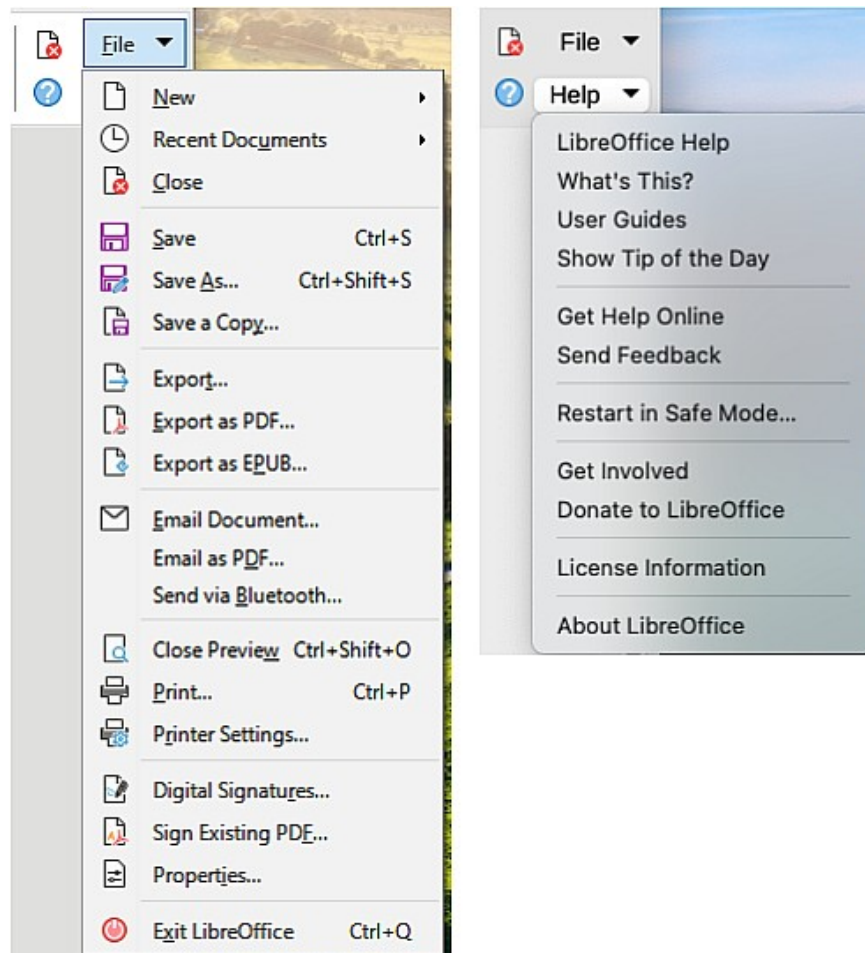 File
New
Recent Documents
Close
Save Ctrl+S
Save As... Ctrl+Shift+S
Save a Copy...
Export...
Export as PDF...
Export as EPUB...
Email Document...
Email as PDF...
Send via Bluetooth...
Close Preview Ctrl+Shift+O
Print... Ctrl+P
Printer Settings...
Digital Signatures...
Sign Existing PDF...
Properties...
Exit LibreOffice Ctrl+Q
File
Help
LibreOffice Help
What's This?
User Guides
Show Tip of the Day
Get Help Online
Send Feedback
Restart in Safe Mode...
Get Involved
Donate to LibreOffice
License Information
About LibreOffice